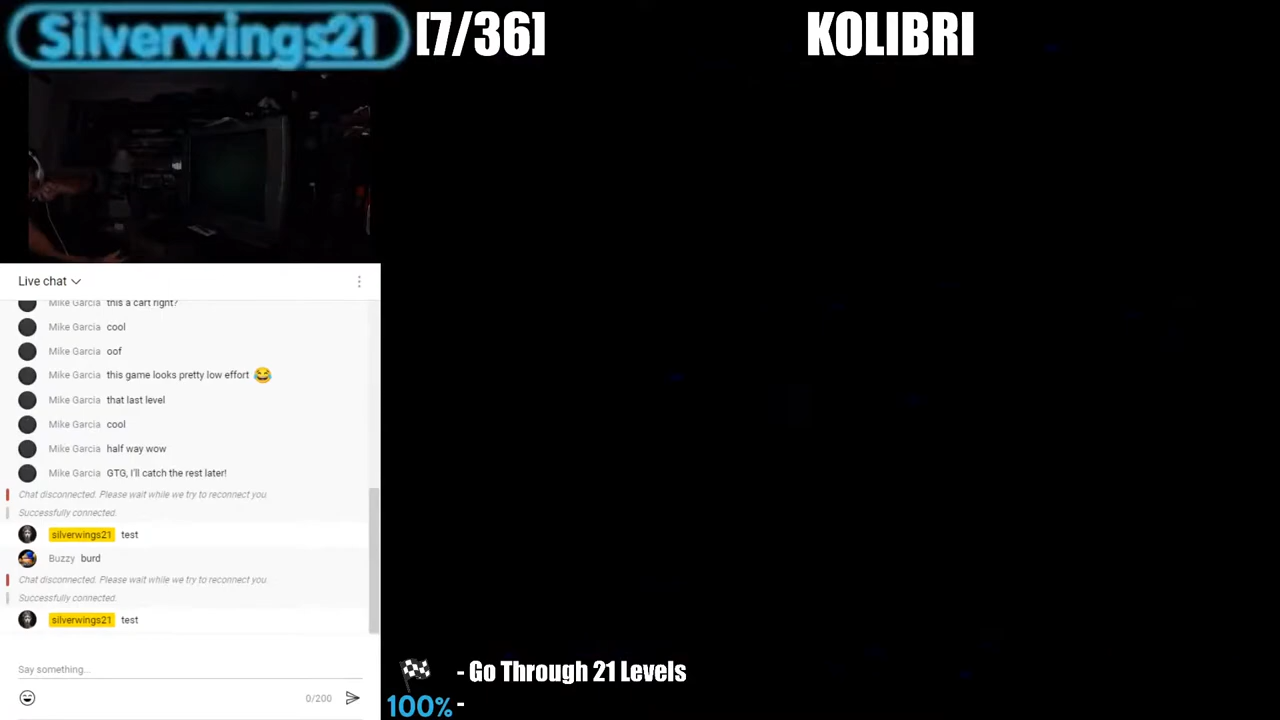 Silverwings21 [7/36] KOLIBRI
Live chat
Mike Garcia this a cart right?
Mike Garcia cool
Mike Garcia oof
Mike Garcia this game looks pretty low effort 😂
Mike Garcia that last level
Mike Garcia cool
Mike Garcia half way wow
Mike Garcia GTG, I'll catch the rest later!
Chat disconnected. Please wait while we try to reconnect you.
Successfully connected.
silverwings21 test
Buzzy burd
Chat disconnected. Please wait while we try to reconnect you.
Successfully connected.
silverwings21 test
Say something...
0/200
- Go Through 21 Levels
100% -